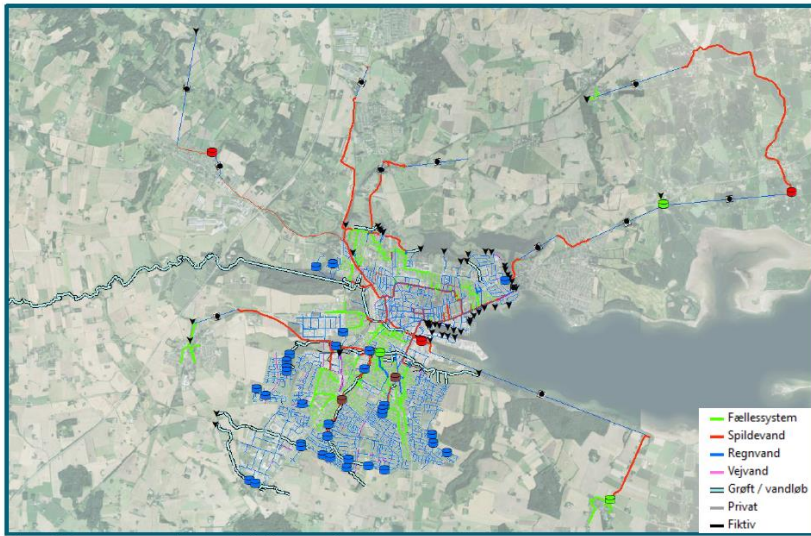 Fællessystem
Spildevand
Regnvand
Vejvand
Grøft / vandløb
Privat
Fiktiv